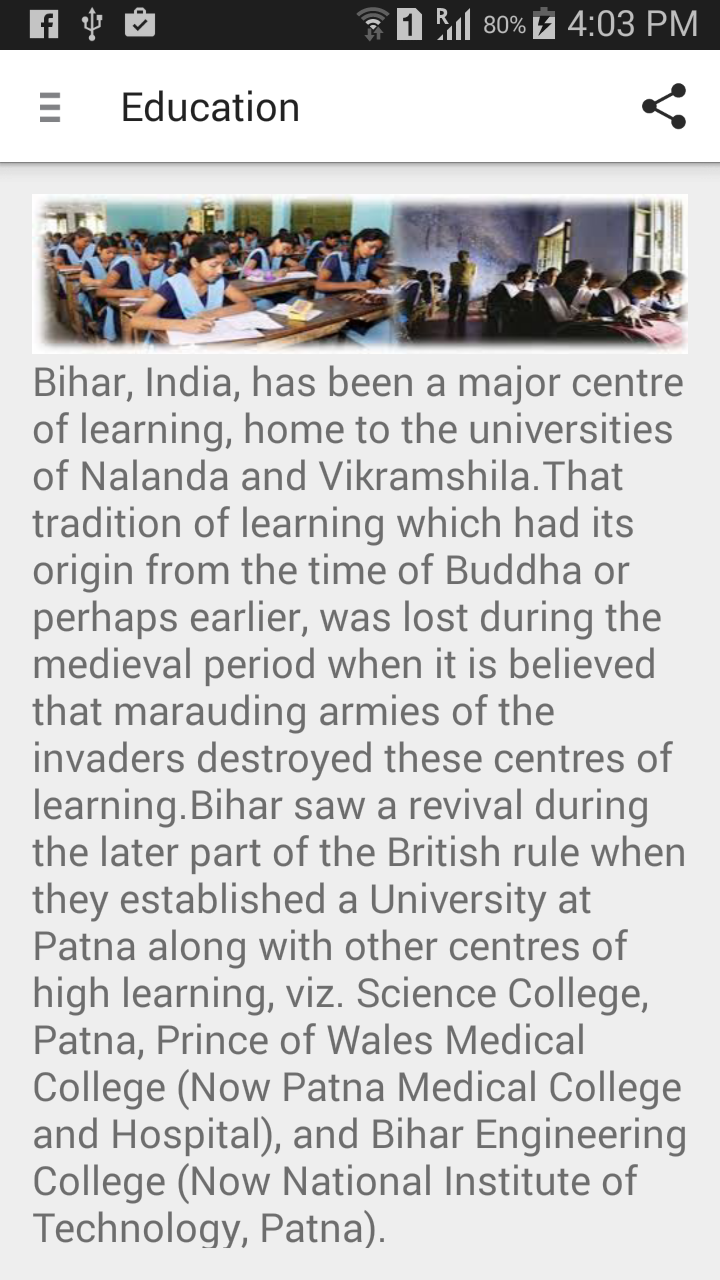 1 R 80% 4:03 PM
Education
Bihar, India, has been a major centre
of learning, home to the universities
of Nalanda and Vikramshila.That
tradition of learning which had its
origin from the time of Buddha or
perhaps earlier, was lost during the
medieval period when it is believed
that marauding armies of the
invaders destroyed these centres of
learning.Bihar saw a revival during
the later part of the British rule when
they established a University at
Patna along with other centres of
high learning, viz. Science College,
Patna, Prince of Wales Medical
College (Now Patna Medical College
and Hospital), and Bihar Engineering
College (Now National Institute of
Technology, Patna).